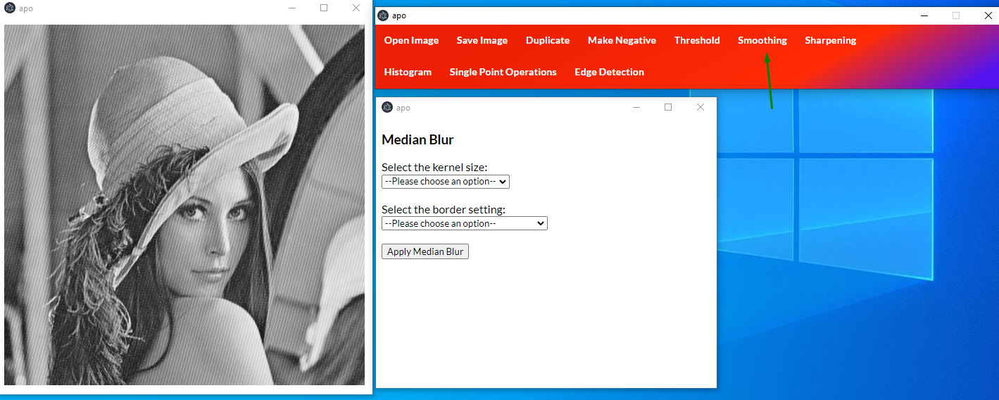 apo
apo
Open Image Save Image Duplicate Make Negative Threshold Smoothing Sharpening
Histogram Single Point Operations Edge Detection
apo
Median Blur
Select the kernel size:
--Please choose an option--
Select the border setting:
--Please choose an option--
Apply Median Blur